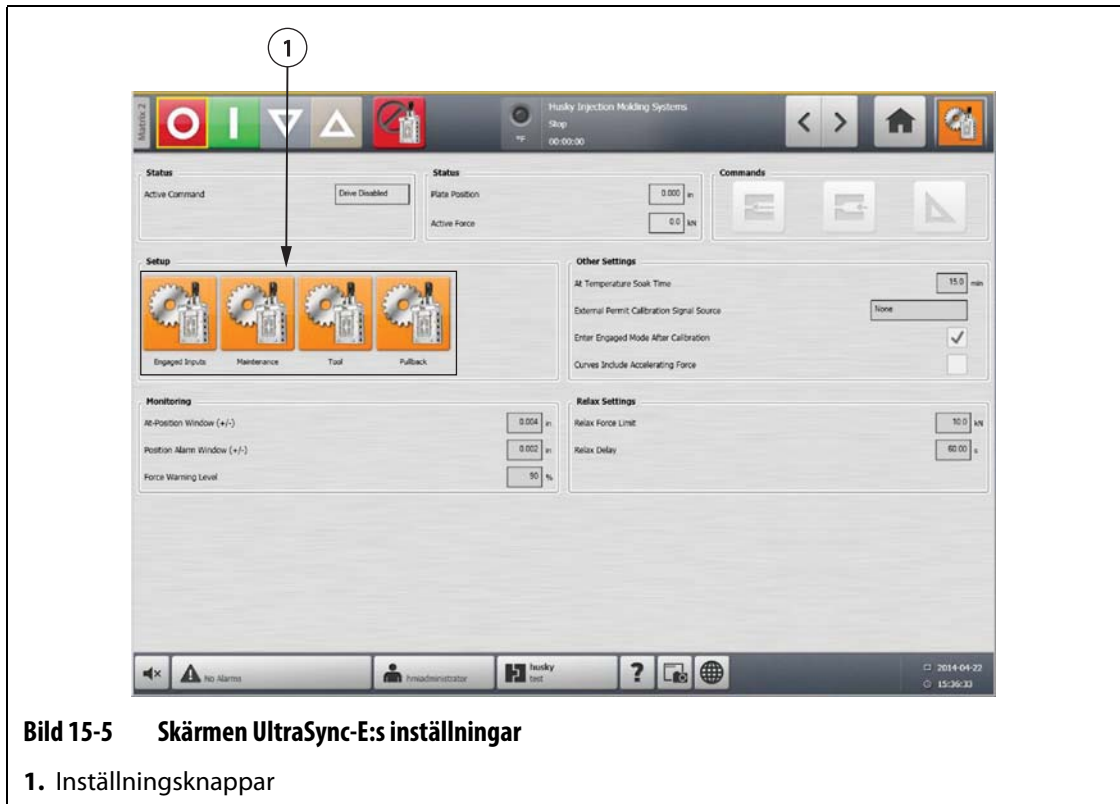 1
Matrix 2
Husky Injection Molding Systems
Stop
°F 00:00:00
Status
Active Command Drive Disabled
Status
Plate Position 0.000 in
Active Force 0.0 kN
Commands
Setup
Engaged Inputs Maintenance Tool Pullback
Other Settings
At Temperature Soak Time 15.0 min
External Permit Calibration Signal Source None
Enter Engaged Mode After Calibration
Curves Include Accelerating Force
Monitoring
At-Position Window (+/-) 0.004 in
Position Alarm Window (+/-) 0.002 in
Force Warning Level 90 %
Relax Settings
Relax Force Limit 10.0 kN
Relax Delay 60.00 s
No Alarms
hmiadministrator
husky
test
?
2014-04-22
15:36:33
Bild 15-5 Skärmen UltraSync-E:s inställningar
1. Inställningsknappar